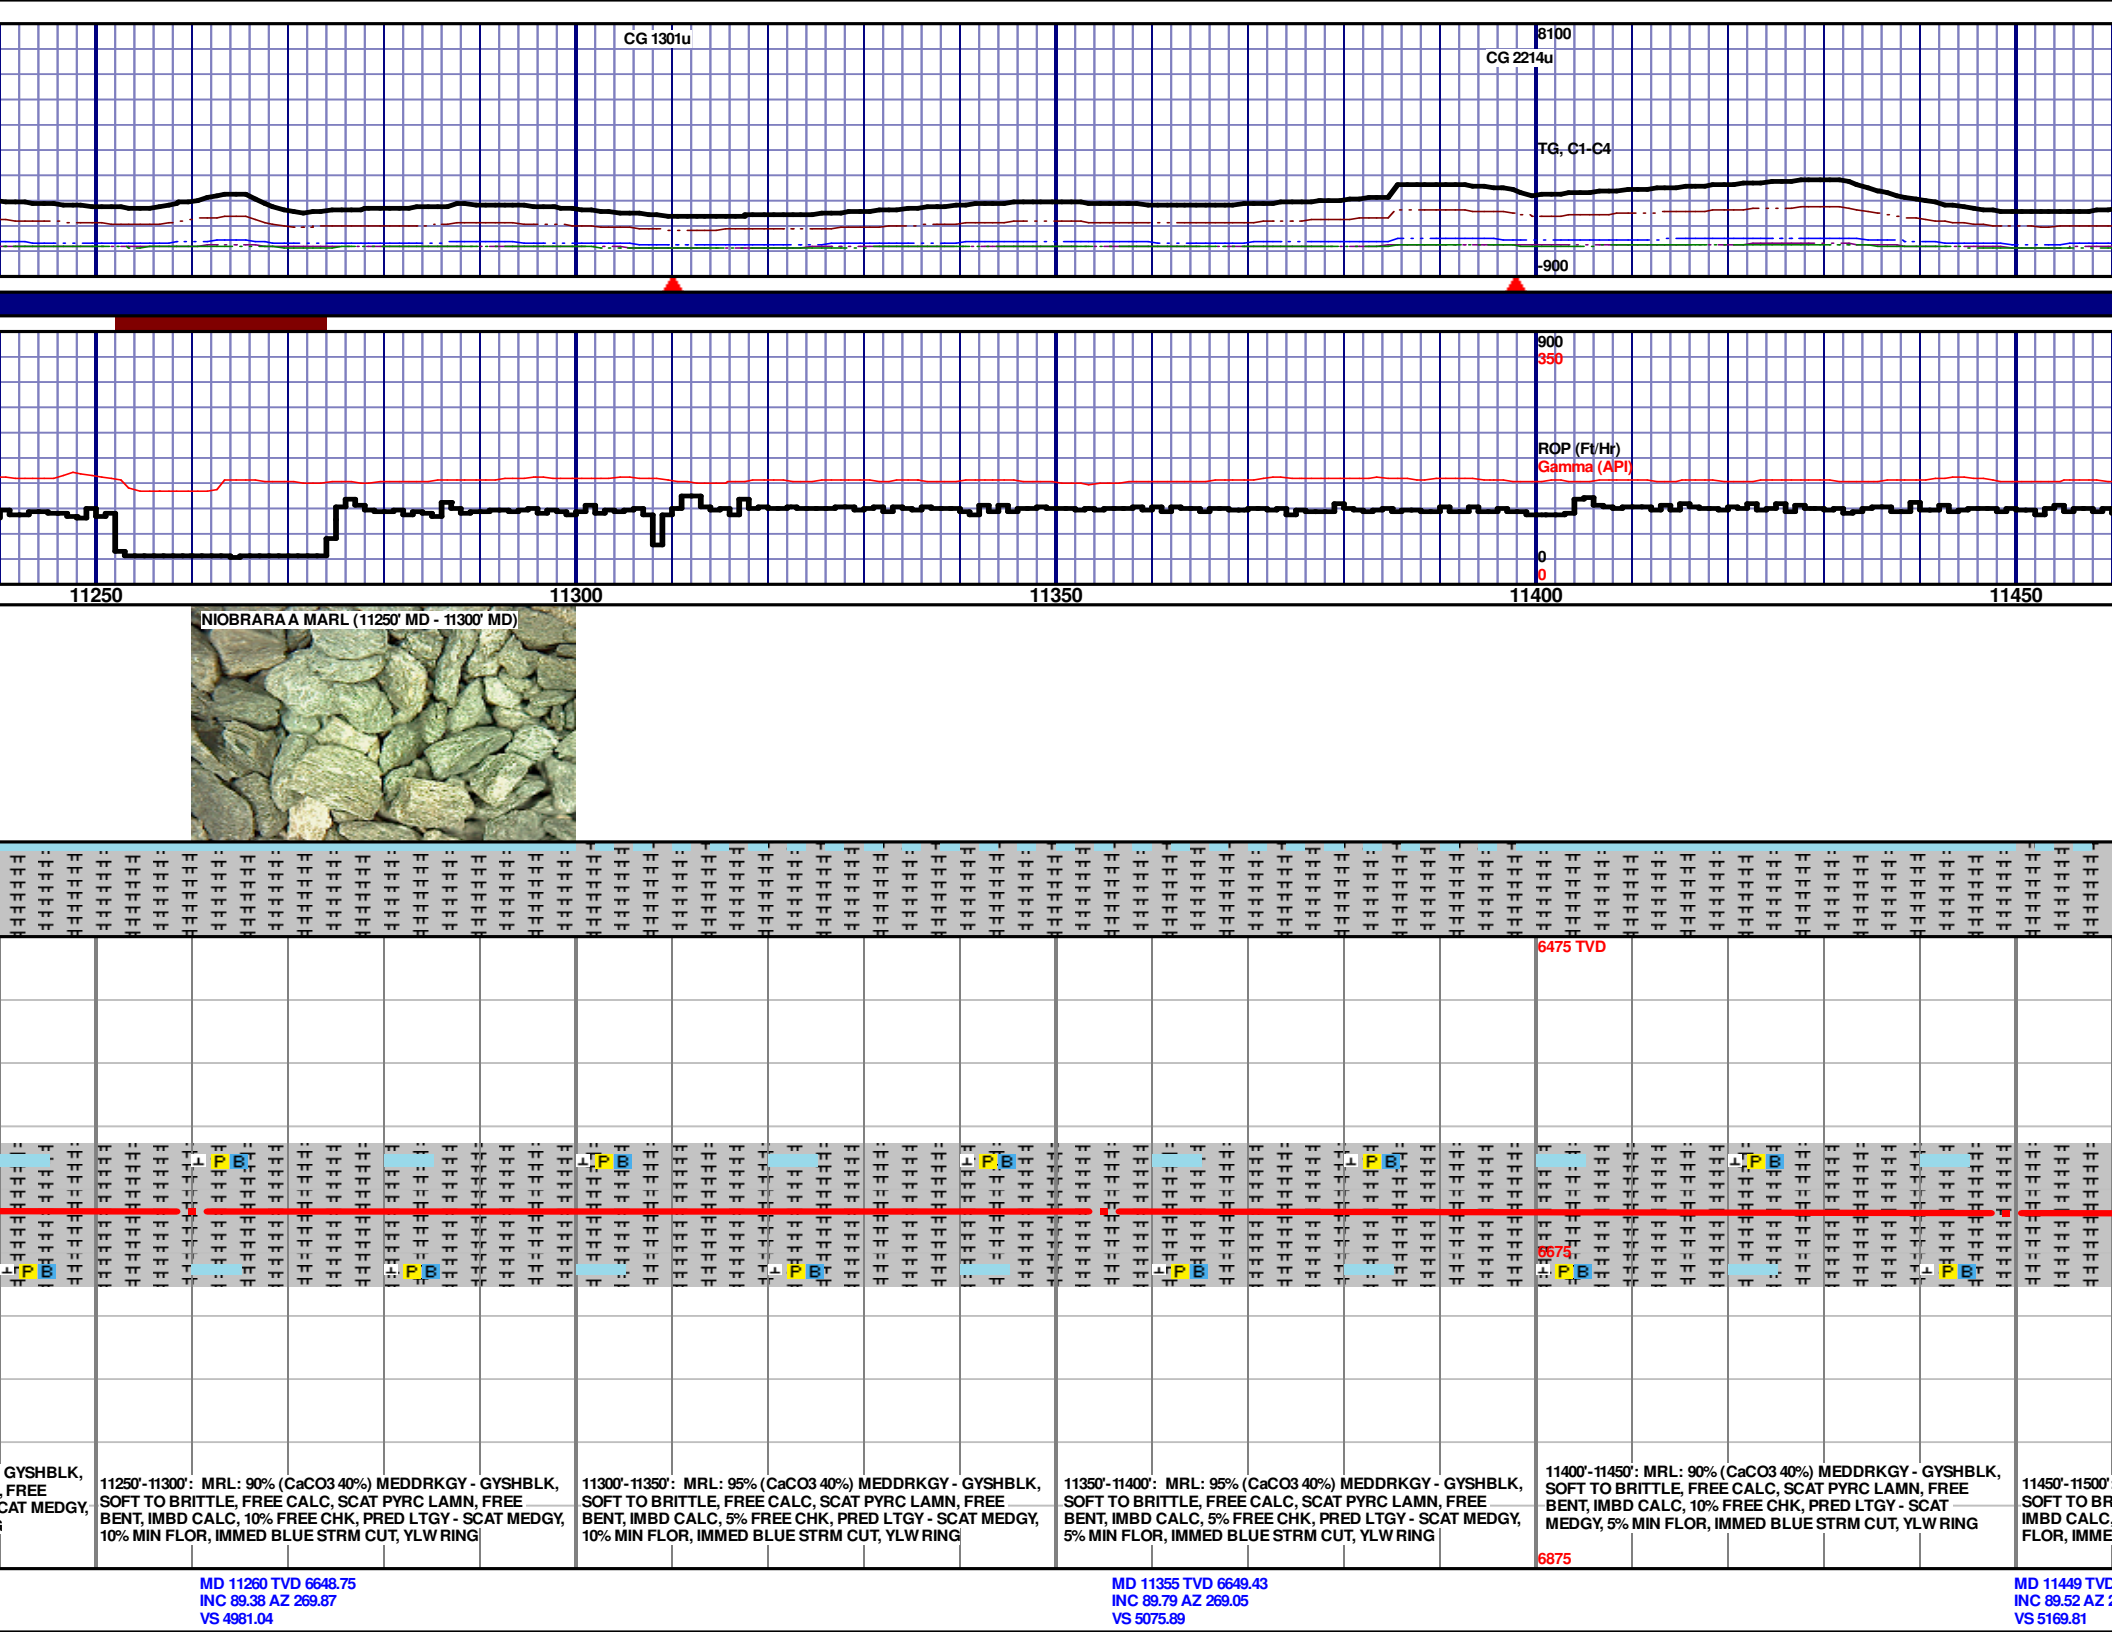 CG 1301u
8100
CG 2214u
TG, C1-C4
-900
900
350
ROP (Ft/Hr)
Gamma (API)
0
0
11250
11300
11350
11400
11450
NIOBRARA A MARL (11250' MD - 11300' MD)
6475 TVD
P B
P B
P B
P B
P B
6675
P B
P B
P B
P B
P B
P B
GYSHBLK,
, FREE
CAT MEDGY,
11250'-11300': MRL: 90% (CaCO3 40%) MEDDRKGY - GYSHBLK,
SOFT TO BRITTLE, FREE CALC, SCAT PYRC LAMN, FREE
BENT, IMBD CALC, 10% FREE CHK, PRED LTGY - SCAT MEDGY,
10% MIN FLOR, IMMED BLUE STRM CUT, YLW RING
11300'-11350': MRL: 95% (CaCO3 40%) MEDDRKGY - GYSHBLK,
SOFT TO BRITTLE, FREE CALC, SCAT PYRC LAMN, FREE
BENT, IMBD CALC, 5% FREE CHK, PRED LTGY - SCAT MEDGY,
10% MIN FLOR, IMMED BLUE STRM CUT, YLW RING
11350'-11400': MRL: 95% (CaCO3 40%) MEDDRKGY - GYSHBLK,
SOFT TO BRITTLE, FREE CALC, SCAT PYRC LAMN, FREE
BENT, IMBD CALC, 5% FREE CHK, PRED LTGY - SCAT MEDGY,
5% MIN FLOR, IMMED BLUE STRM CUT, YLW RING
11400'-11450': MRL: 90% (CaCO3 40%) MEDDRKGY - GYSHBLK,
SOFT TO BRITTLE, FREE CALC, SCAT PYRC LAMN, FREE
BENT, IMBD CALC, 10% FREE CHK, PRED LTGY - SCAT
MEDGY, 5% MIN FLOR, IMMED BLUE STRM CUT, YLW RING
11450'-11500'
SOFT TO BR
IMBD CALC,
FLOR, IMME
6875
MD 11260 TVD 6648.75
INC 89.38 AZ 269.87
VS 4981.04
MD 11355 TVD 6649.43
INC 89.79 AZ 269.05
VS 5075.89
MD 11449 TVD
INC 89.52 AZ 2
VS 5169.81